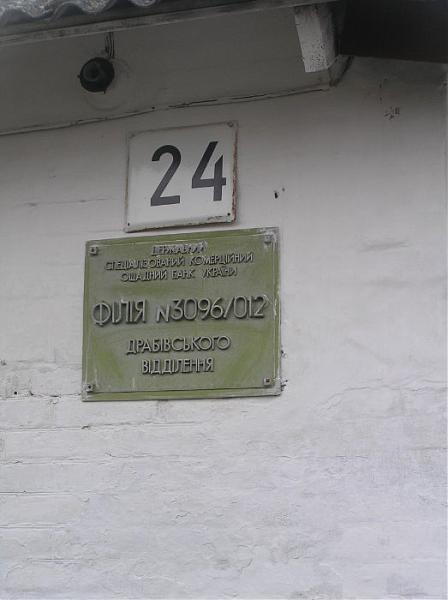 24
ДЕРЖАВНИЙ
СПЕЦІАЛІЗОВАНИЙ КОМЕРЦІЙНИЙ
ОЩАДНИЙ БАНК УКРАЇНИ
ФІЛІЯ №3096/012
ДРАБІВСЬКОГО
ВІДДІЛЕННЯ